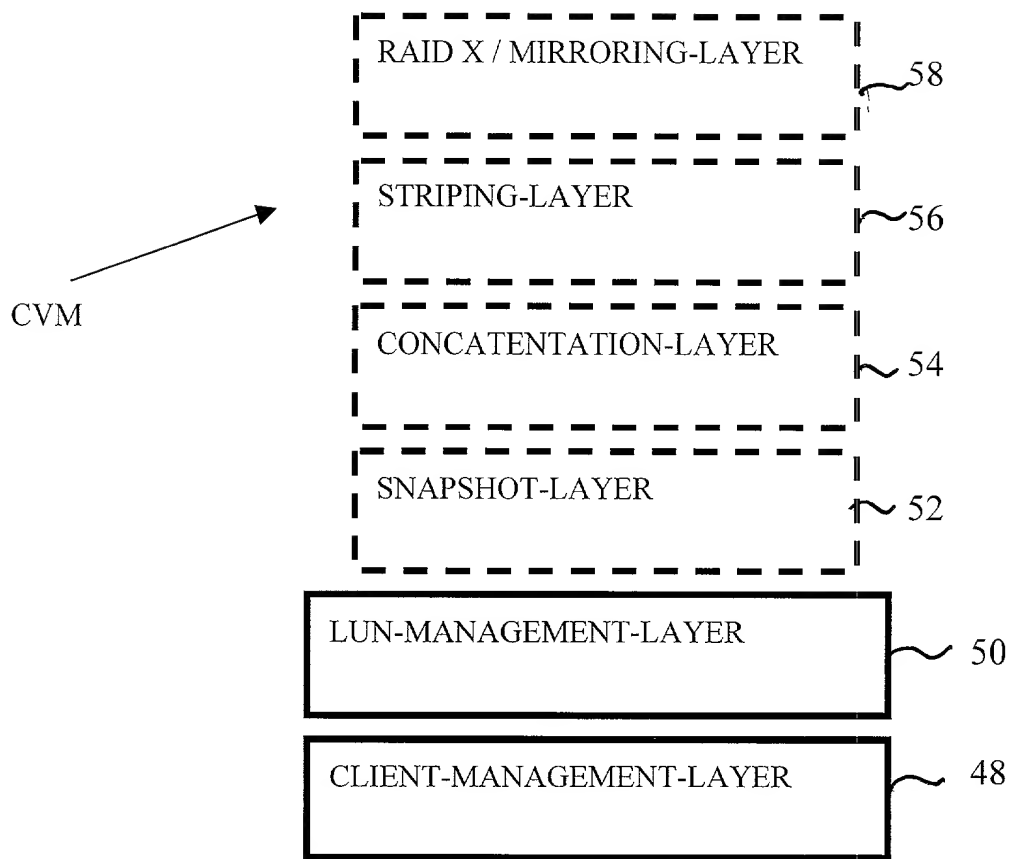 RAID X / MIRRORING-LAYER
58
STRIPING-LAYER
56
CVM
CONCATENTATION-LAYER
54
SNAPSHOT-LAYER
52
LUN-MANAGEMENT-LAYER
50
CLIENT-MANAGEMENT-LAYER
48